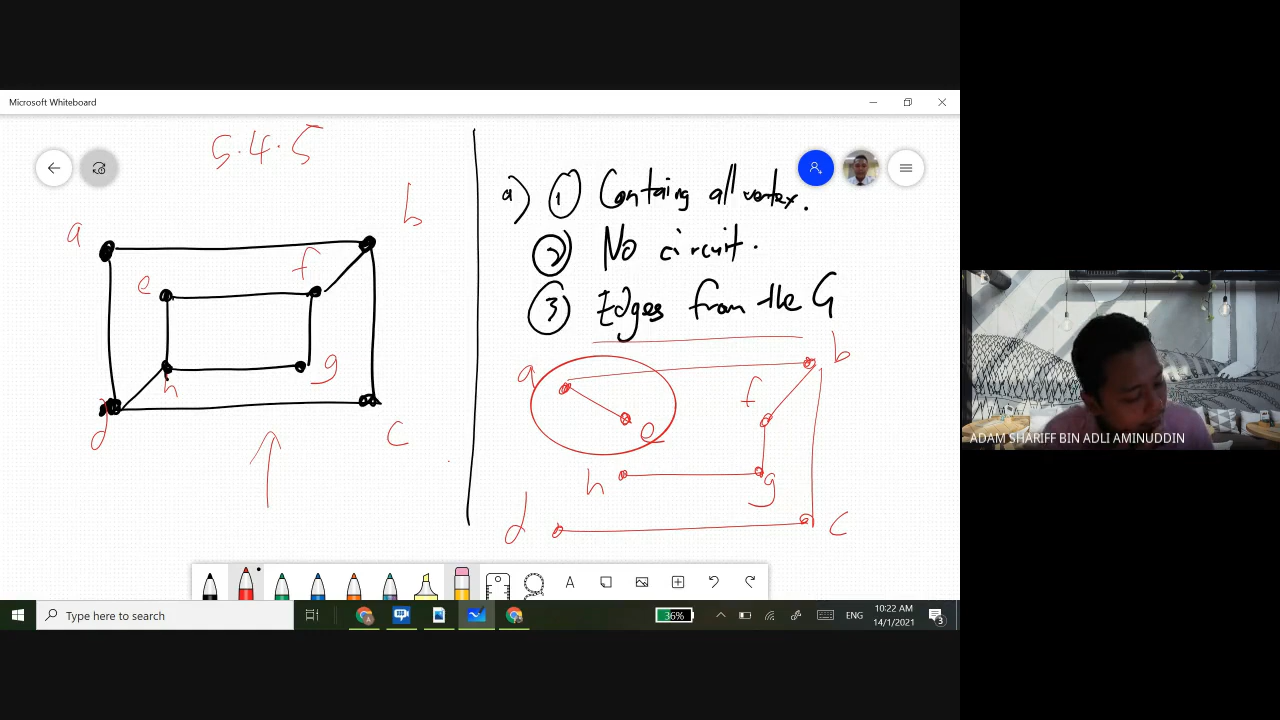 Microsoft Whiteboard
5.4.5
a) ① Containg all vertex.
② No circuit.
③ Edges from the G
a
b
e
f
h
g
d
c
a
b
f
e
h
g
d
c
A
ADAM SHARIFF BIN ADLI AMINUDDIN
Type here to search
36%
ENG
10:22 AM
14/1/2021
3